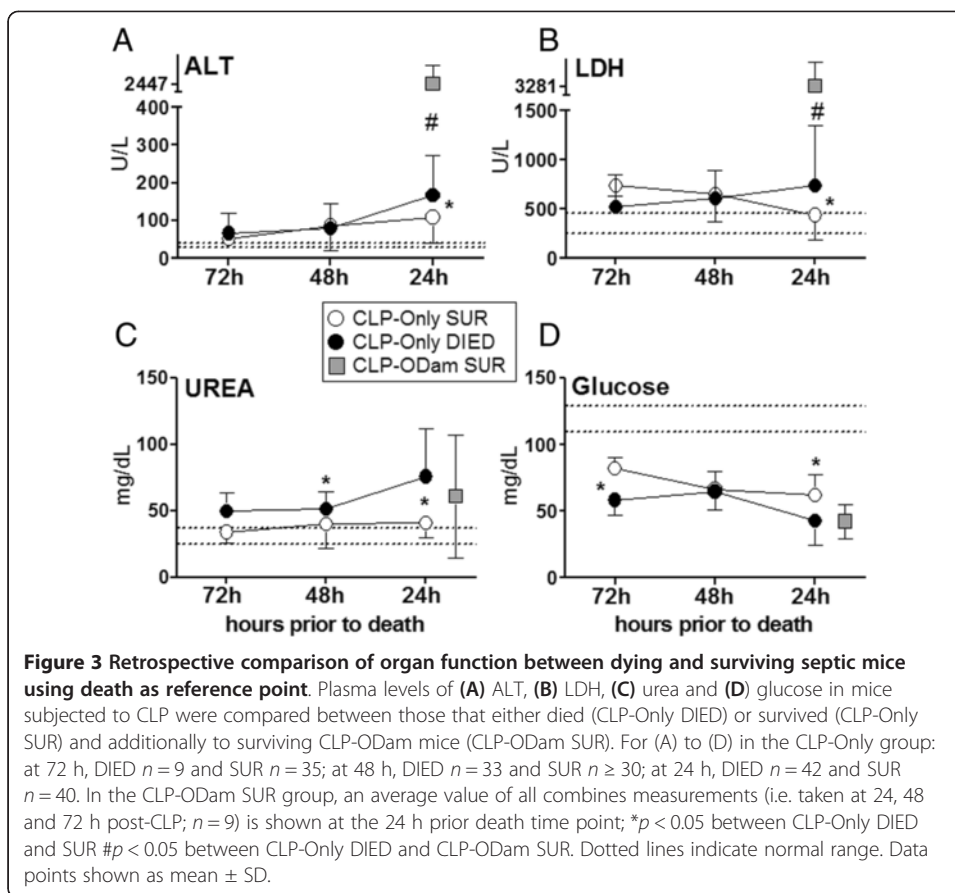 A
B
2447
ALT
400
#
300
U/L
200
*
100
0
72h
48h
24h
3281
LDH
1500
#
1000
U/L
500
*
0
72h
48h
24h
CLP-Only SUR
CLP-Only DIED
CLP-ODam SUR
C
150
UREA
100
mg/dL
*
50
*
0
72h
48h
24h
hours prior to death
D
150
Glucose
100
mg/dL
*
*
50
0
72h
48h
24h
hours prior to death
Figure 3 Retrospective comparison of organ function between dying and surviving septic mice
using death as reference point. Plasma levels of (A) ALT, (B) LDH, (C) urea and (D) glucose in mice
subjected to CLP were compared between those that either died (CLP-Only DIED) or survived (CLP-Only
SUR) and additionally to surviving CLP-ODam mice (CLP-ODam SUR). For (A) to (D) in the CLP-Only group:
at 72 h, DIED n = 9 and SUR n = 35; at 48 h, DIED n = 33 and SUR n ≥ 30; at 24 h, DIED n = 42 and SUR
n = 40. In the CLP-ODam SUR group, an average value of all combines measurements (i.e. taken at 24, 48
and 72 h post-CLP; n = 9) is shown at the 24 h prior death time point; *p < 0.05 between CLP-Only DIED
and SUR #p < 0.05 between CLP-Only DIED and CLP-ODam SUR. Dotted lines indicate normal range. Data
points shown as mean ± SD.